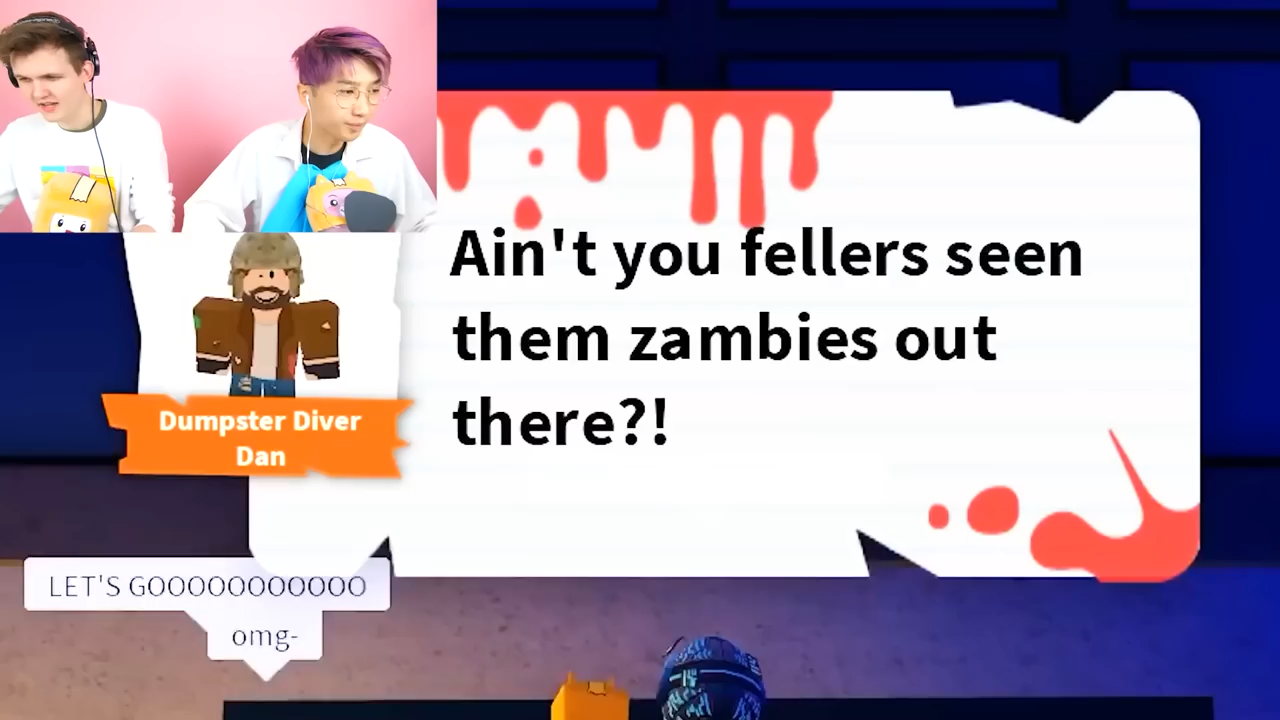 Ain't you fellers seen
them zambies out
there?!
Dumpster Diver
Dan
LET'S GOOOOOOOOOOO
omg-